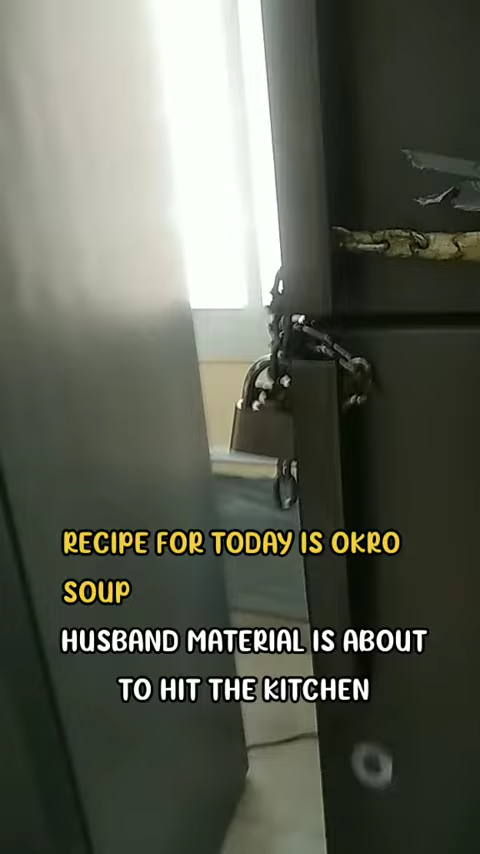 RECIPE FOR TODAY IS OKRO
SOUP
HUSBAND MATERIAL IS ABOUT
TO HIT THE KITCHEN